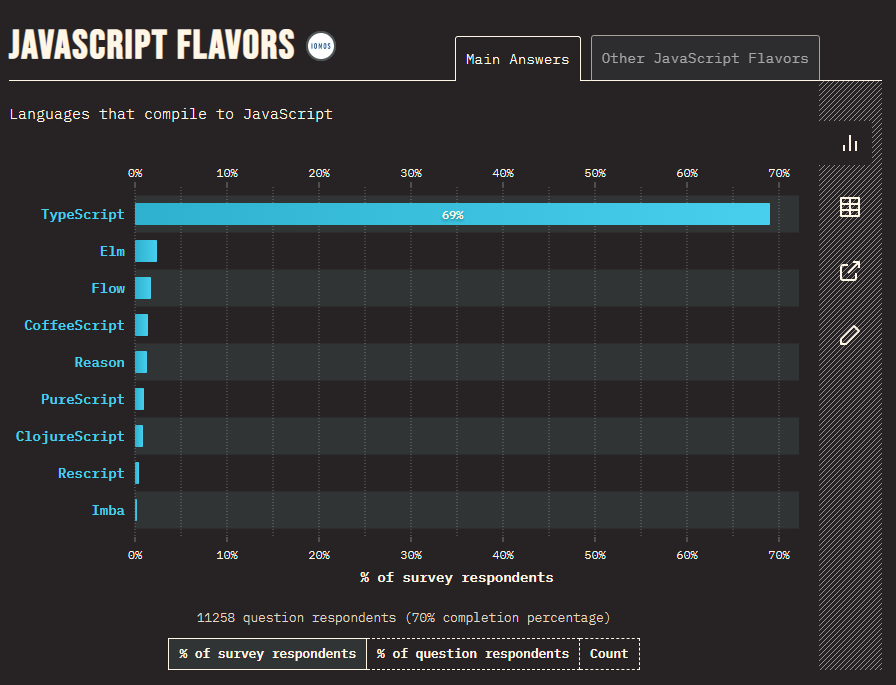 JAVASCRIPT FLAVORS IONOS
Main Answers
Other JavaScript Flavors
Languages that compile to JavaScript
0% 10% 20% 30% 40% 50% 60% 70%
TypeScript 69%
Elm
Flow
CoffeeScript
Reason
PureScript
ClojureScript
Rescript
Imba
0% 10% 20% 30% 40% 50% 60% 70%
% of survey respondents
11258 question respondents (70% completion percentage)
% of survey respondents % of question respondents Count